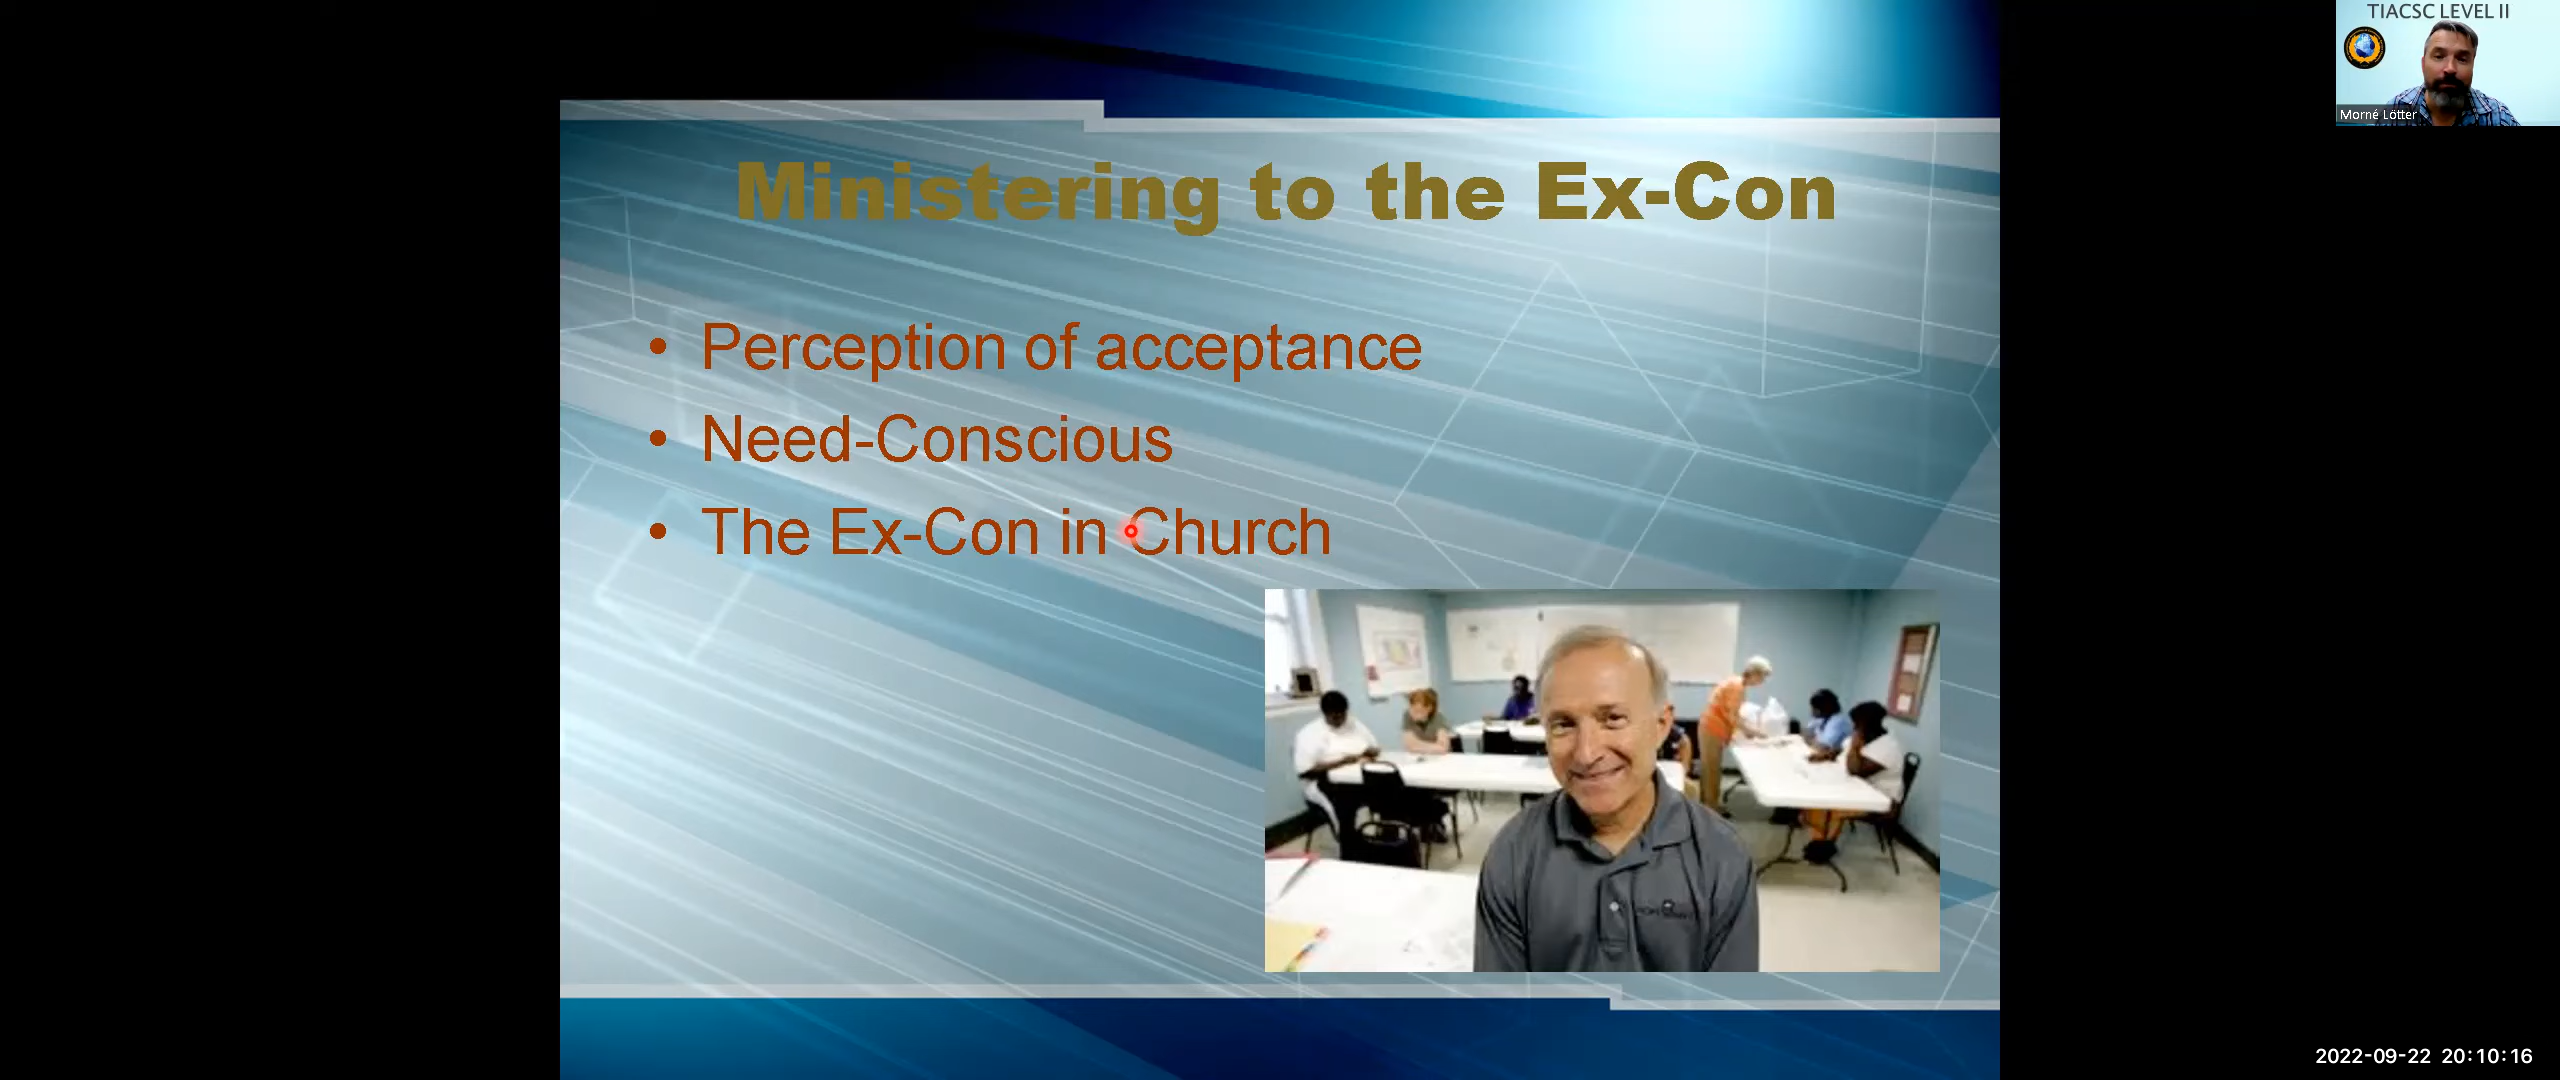 TIACSC LEVEL II
Morné Lötter
Ministering to the Ex-Con
• Perception of acceptance
• Need-Conscious
• The Ex-Con in Church
2022-09-22 20:10:16